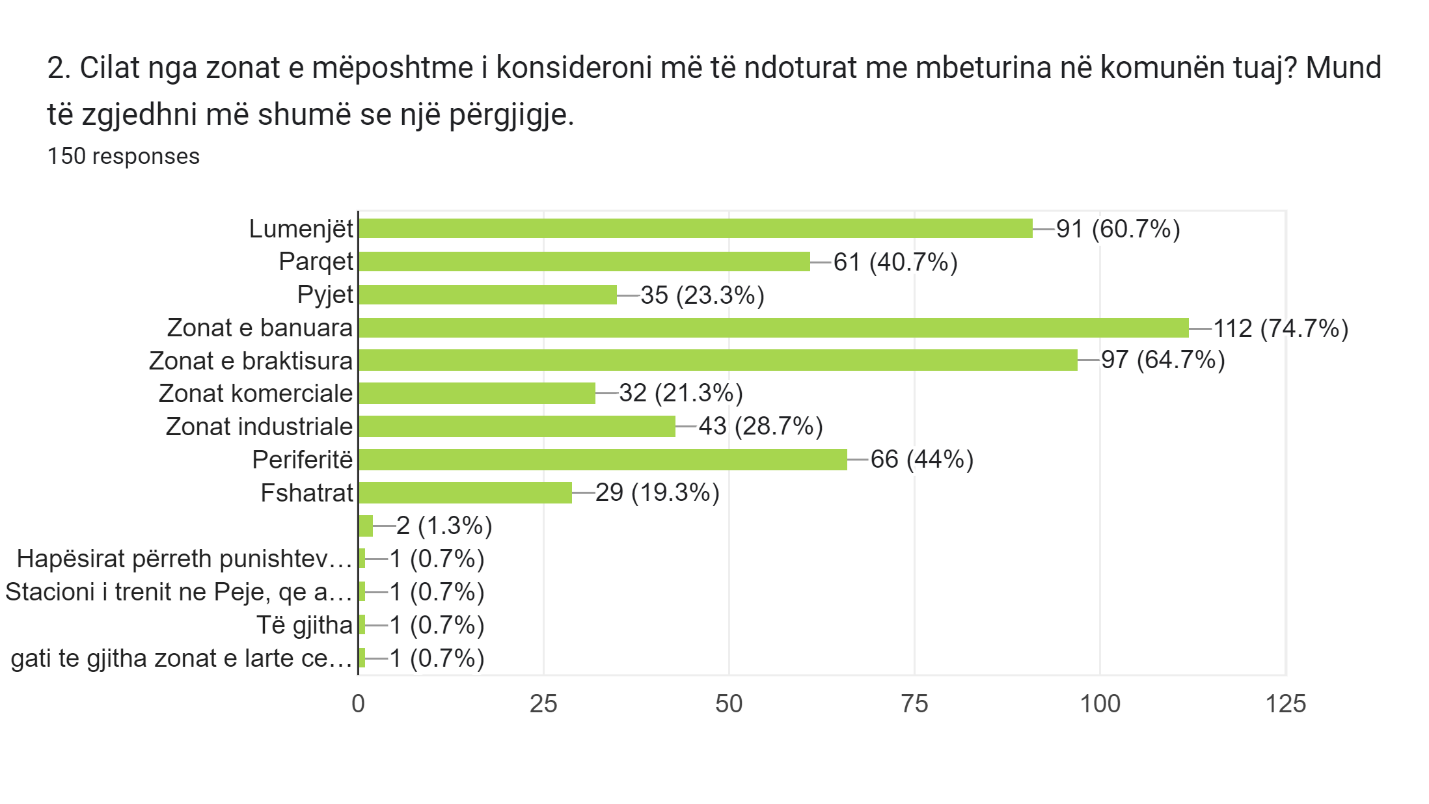 2. Cilat nga zonat e mëposhtme i konsideroni më të ndoturat me mbeturina në komunën tuaj? Mund
të zgjedhni më shumë se një përgjigje.
150 responses
Lumenjët 91 (60.7%)
Parqet 61 (40.7%)
Pyjet 35 (23.3%)
Zonat e banuara 112 (74.7%)
Zonat e braktisura 97 (64.7%)
Zonat komerciale 32 (21.3%)
Zonat industriale 43 (28.7%)
Periferitë 66 (44%)
Fshatrat 29 (19.3%)
2 (1.3%)
Hapësirat përreth punishtev… 1 (0.7%)
Stacioni i trenit ne Peje, qe a… 1 (0.7%)
Të gjitha 1 (0.7%)
gati te gjitha zonat e larte ce… 1 (0.7%)
0 25 50 75 100 125